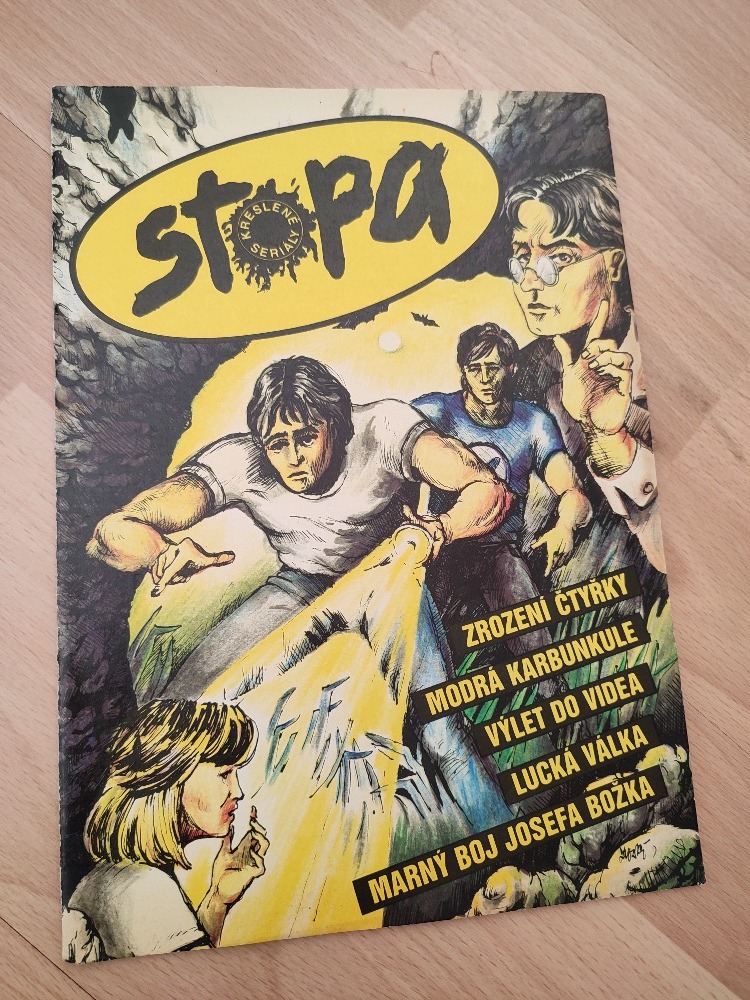 stopa
KRESLENÉ
SERIÁLY
ZROZENÍ ČTYŘKY
MODRÁ KARBUNKULE
VÝLET DO VIDEA
LUCKÁ VÁLKA
MARNÝ BOJ JOSEFA BOŽKA